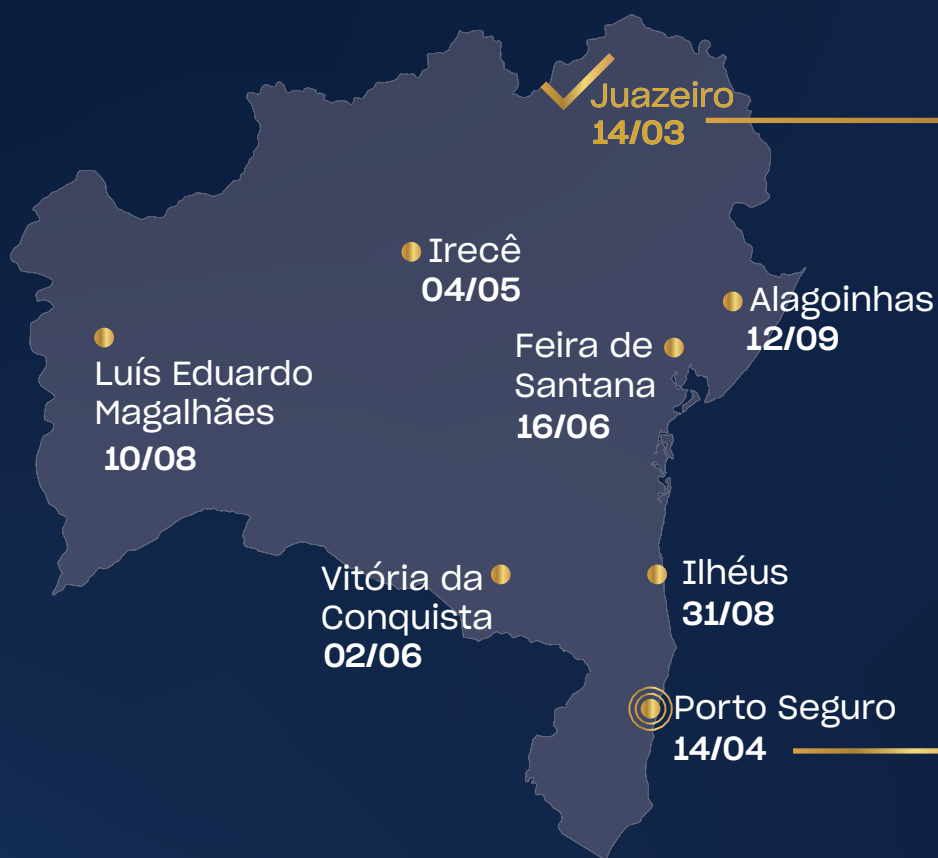 Juazeiro
14/03
Irecê
04/05
Alagoinhas
12/09
Feira de
Santana
16/06
Luís Eduardo
Magalhães
10/08
Vitória da
Conquista
02/06
Ilhéus
31/08
Porto Seguro
14/04